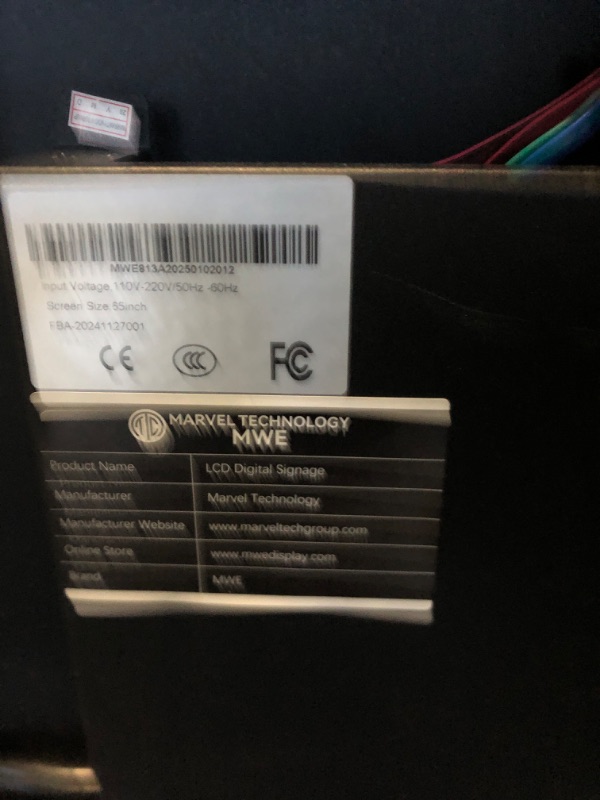 MWE813A20250102012
Input Voltage:110V-220V/50Hz -60Hz
Screen Size:55inch
FBA-20241127001
CE CCC FC
MARVEL TECHNOLOGY
MWE
Product Name LCD Digital Signage
Manufacturer Marvel Technology
Manufacturer Website www.marveltechgroup.com
Online Store www.mwedisplay.com
Brand MWE